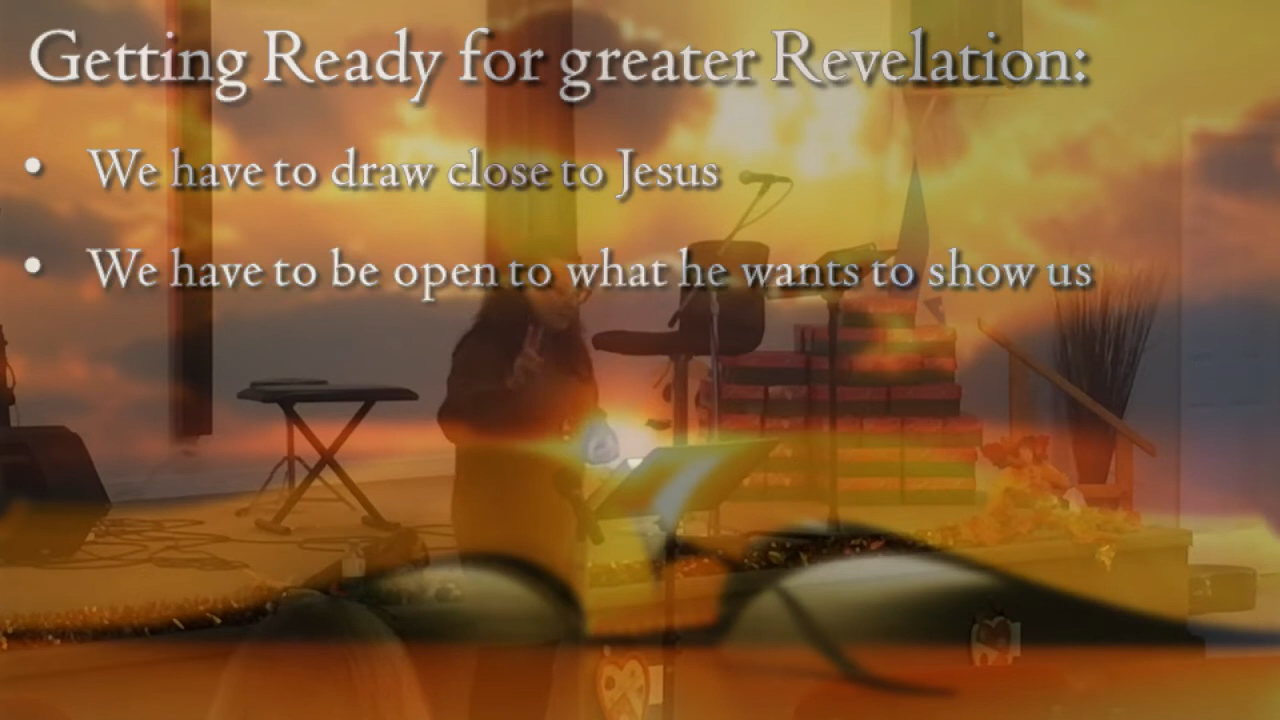 Getting Ready for greater Revelation:
• We have to draw close to Jesus
• We have to be open to what he wants to show us